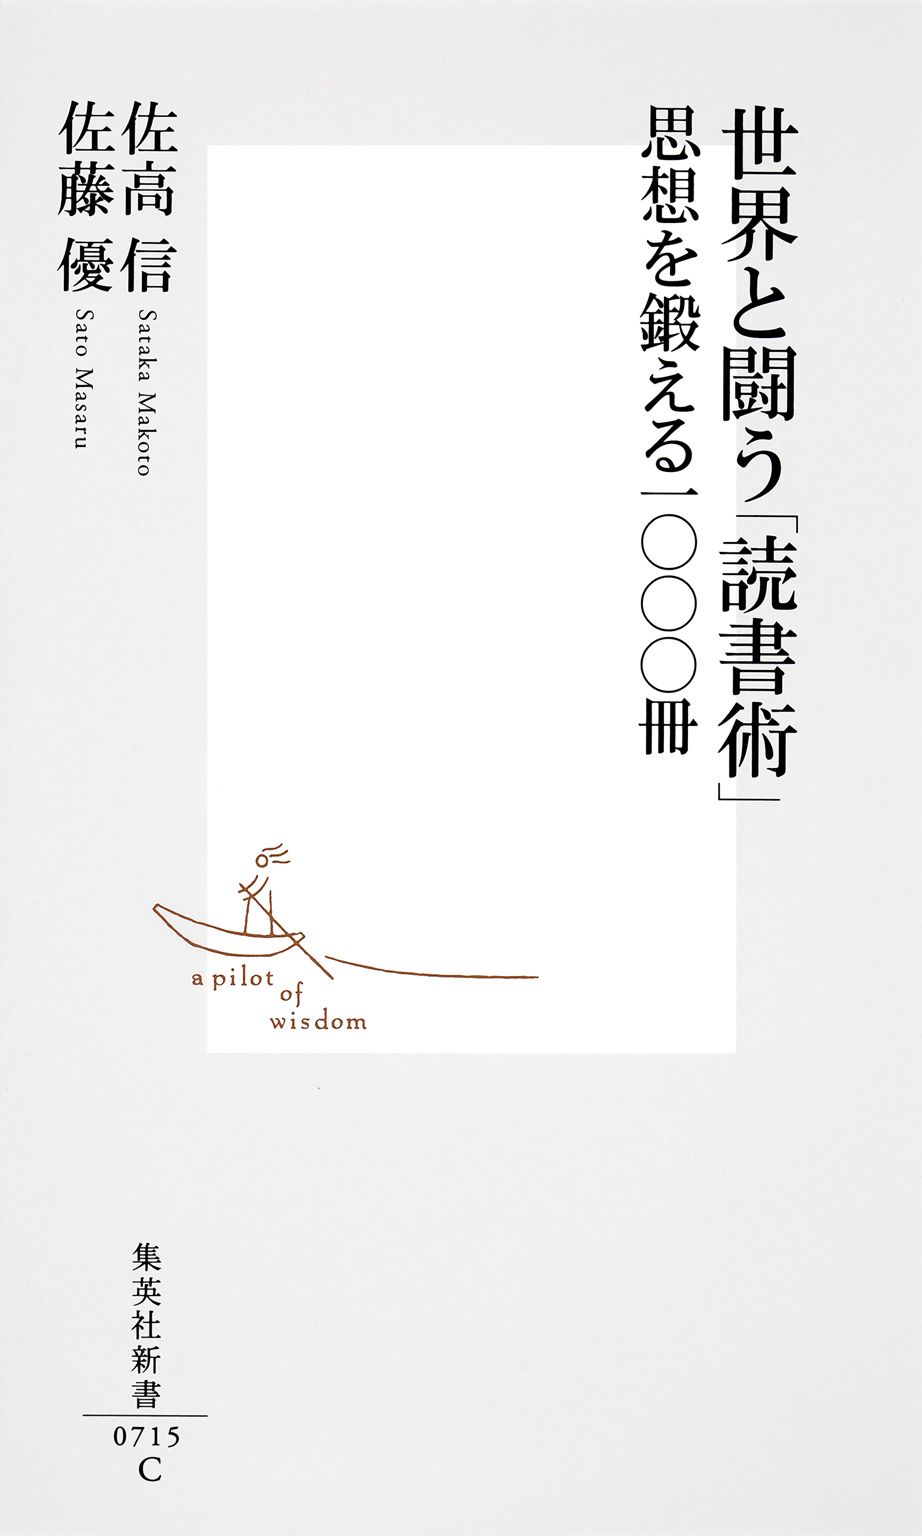 世界と闘う「読書術」
思想を鍛える一〇〇〇冊
佐高 信 Sataka Makoto
佐藤 優 Sato Masaru
a pilot
of
wisdom
集英社新書
0715
C